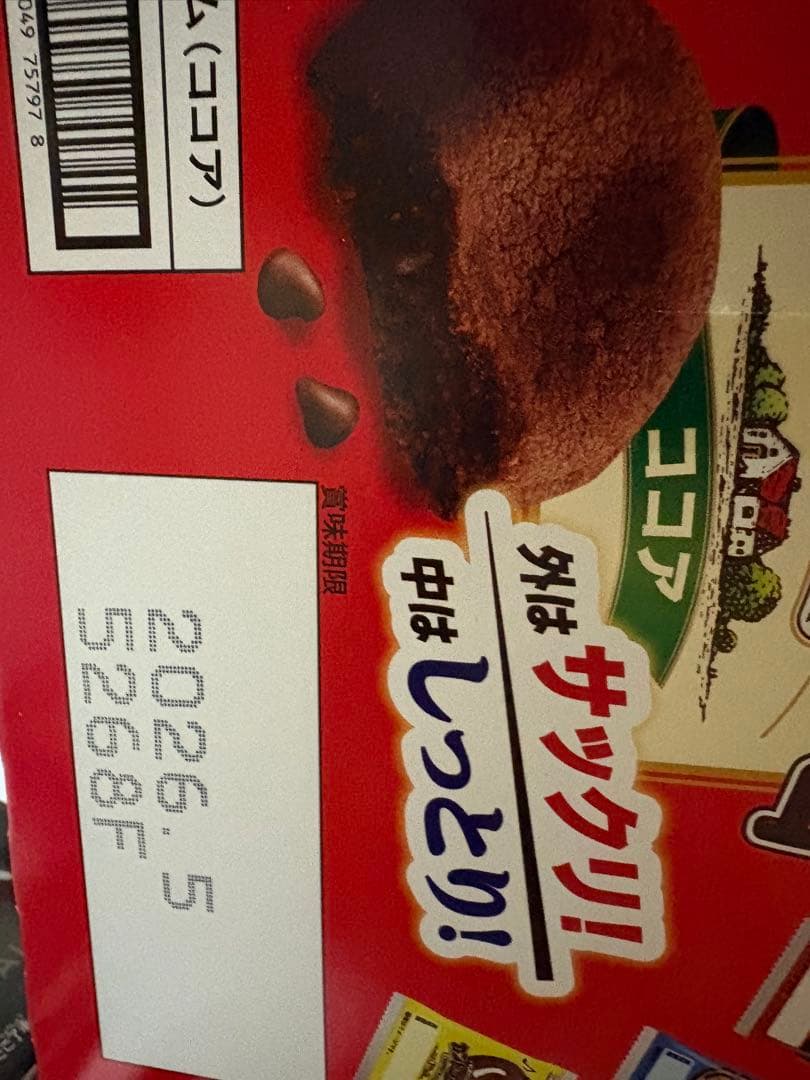 ム(ココア)
049 75797 8
ココア
外はサックリ!
中はしっとり!
賞味期限
2026.5
5268F